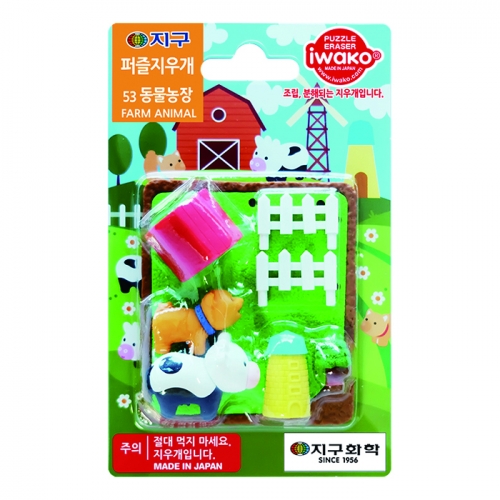 지구
퍼즐지우개
53 동물농장
FARM ANIMAL
PUZZLE
ERASER
iwako®
MADE IN JAPAN
www.iwako.com
조립, 분해되는 지우개입니다.
주의
절대 먹지 마세요.
지우개입니다.
MADE IN JAPAN
지구화학
SINCE 1956